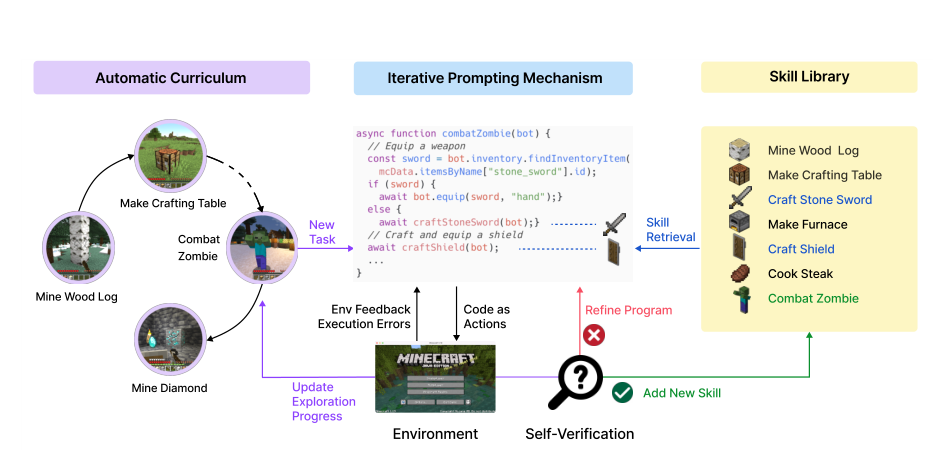 Automatic Curriculum
Iterative Prompting Mechanism
Skill Library
Make Crafting Table
Mine Wood Log
Combat
Zombie
Mine Diamond
New
Task
async function combatZombie(bot) {
// Equip a weapon
const sword = bot.inventory.findInventoryItem(
mcData.itemsByName["stone_sword"].id);
if (sword) {
await bot.equip(sword, "hand");}
else {
await craftStoneSword(bot);}
// Craft and equip a shield
await craftShield(bot);
...
}
Skill
Retrieval
Mine Wood Log
Make Crafting Table
Craft Stone Sword
Make Furnace
Craft Shield
Cook Steak
Combat Zombie
Env Feedback
Execution Errors
Code as
Actions
Refine Program
Update
Exploration
Progress
MINECRAFT
Environment
?
Self-Verification
Add New Skill